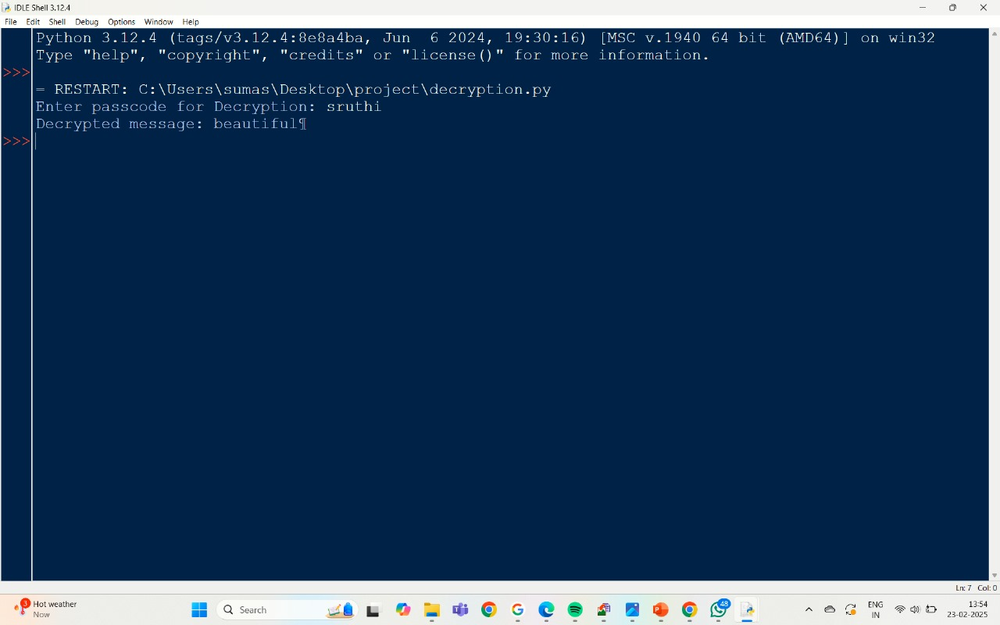 IDLE Shell 3.12.4
File Edit Shell Debug Options Window Help
Python 3.12.4 (tags/v3.12.4:8e8a4ba, Jun  6 2024, 19:30:16) [MSC v.1940 64 bit (AMD64)] on win32
Type "help", "copyright", "credits" or "license()" for more information.
>>>
= RESTART: C:\Users\sumas\Desktop\project\decryption.py
Enter passcode for Decryption: sruthi
Decrypted message: beautiful¶
>>>
Ln: 7 Col: 0
3 Hot weather
Now
Search
48
ENG
IN
13:54
23-02-2025